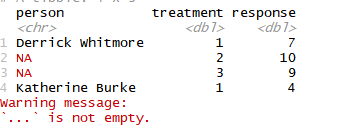 person treatment response
<chr> <dbl> <dbl>
1 Derrick Whitmore 1 7
2 NA 2 10
3 NA 3 9
4 Katherine Burke 1 4
Warning message:
`...` is not empty.